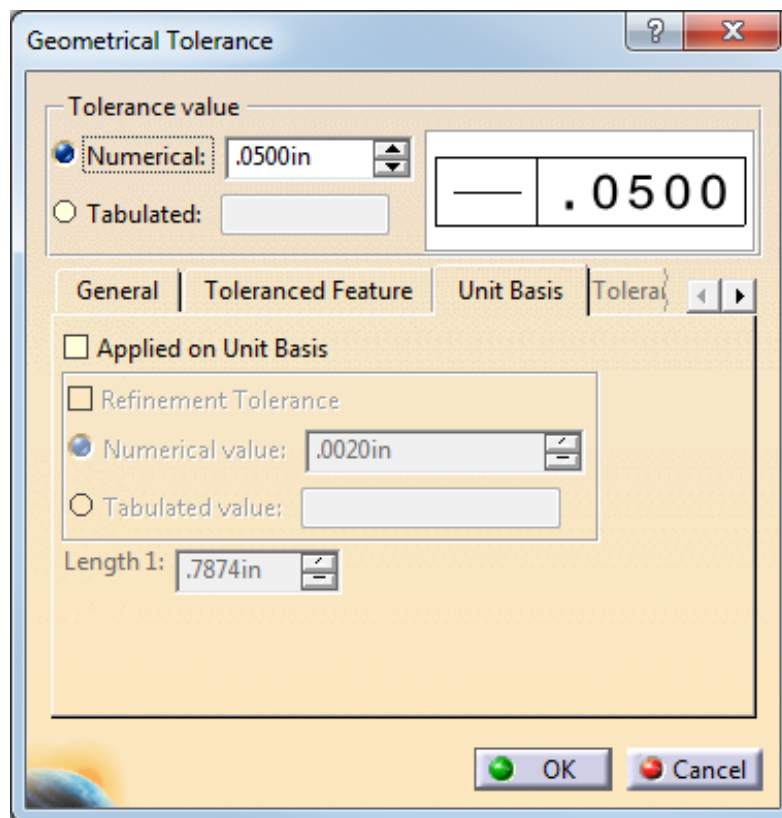 Geometrical Tolerance
?
X
Tolerance value
Numerical: .0500in
Tabulated:
.0500
General Toleranced Feature Unit Basis
Applied on Unit Basis
Refinement Tolerance
Numerical value: .0020in
Tabulated value:
Length 1: .7874in
OK Cancel